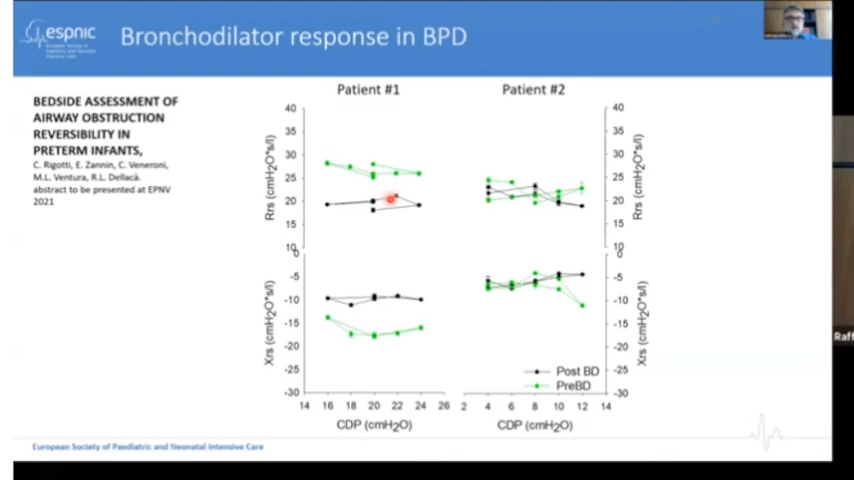 espnic
European Society of
Paediatric and Neonatal
Intensive Care
Bronchodilator response in BPD
BEDSIDE ASSESSMENT OF
AIRWAY OBSTRUCTION
REVERSIBILITY IN
PRETERM INFANTS,
C. Rigotti, E. Zannin, C. Veneroni,
M.L. Ventura, R.L. Dellacà.
abstract to be presented at EPNV
2021
Patient #1
Patient #2
40
35
30
25
20
15
10
Rrs (cmH2O*s/l)
40
35
30
25
20
15
10
Rrs (cmH2O*s/l)
0
-5
-10
-15
-20
-25
-30
Xrs (cmH2O*s/l)
0
-5
-10
-15
-20
-25
-30
Xrs (cmH2O*s/l)
Post BD
PreBD
14 16 18 20 22 24 26
2 4 6 8 10 12 14
CDP (cmH2O)
CDP (cmH2O)
European Society of Paediatric and Neonatal Intensive Care
Raff